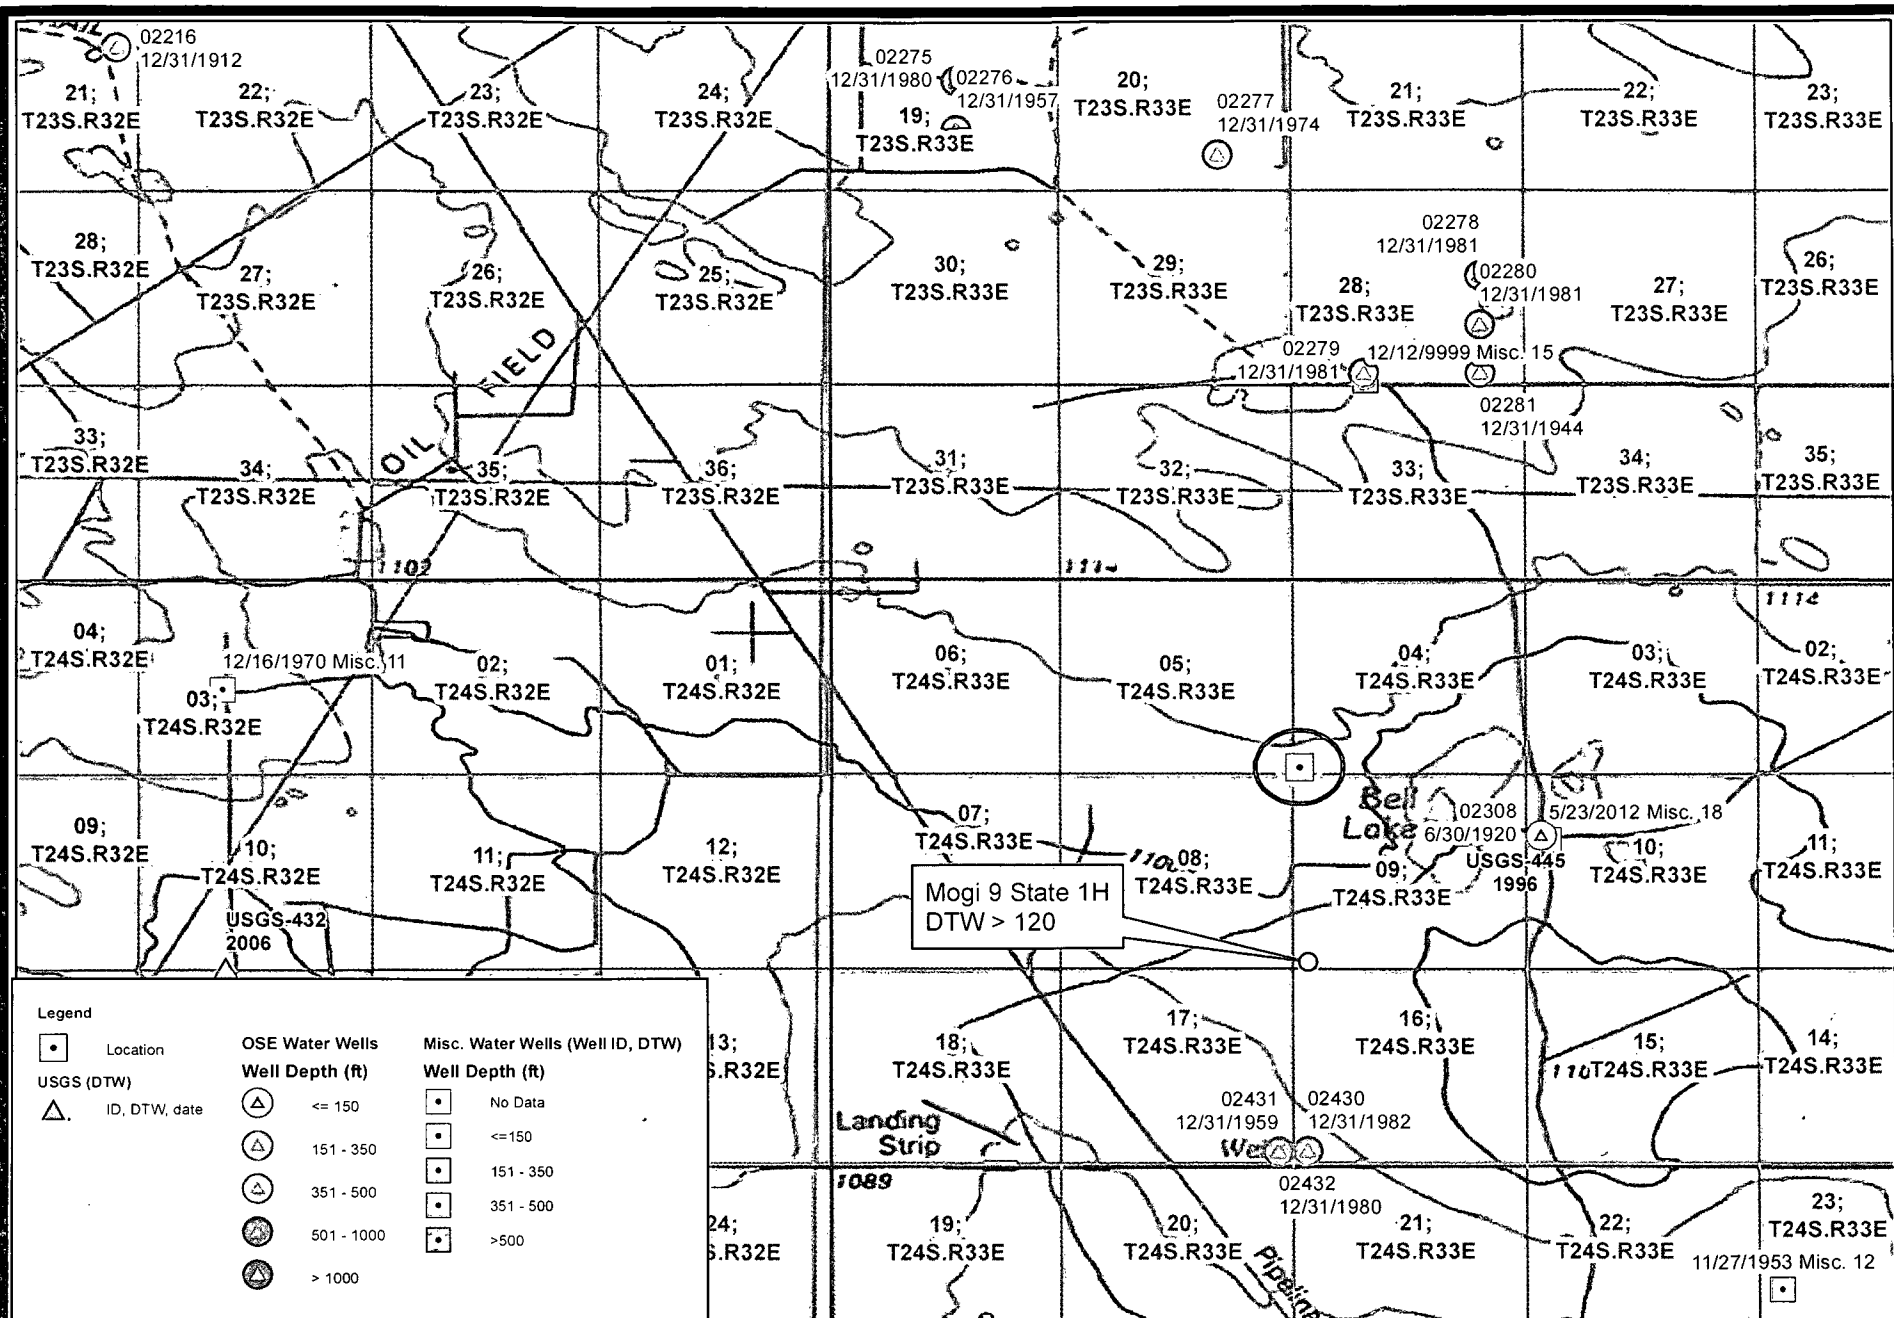 02216
12/31/1912
21;
T23S.R32E
22;
T23S.R32E
23;
T23S.R32E
24;
T23S.R32E
02275
12/31/1980
02276
12/31/1957
19;
T23S.R33E
20;
T23S.R33E
02277
12/31/1974
21;
T23S.R33E
22;
T23S.R33E
23;
T23S.R33E
28;
T23S.R32E
27;
T23S.R32E
26;
T23S.R32E
25;
T23S.R32E
30;
T23S.R33E
29;
T23S.R33E
28;
T23S.R33E
02278
12/31/1981
02280
12/31/1981
27;
T23S.R33E
26;
T23S.R33E
02279
12/31/1981
12/12/9999 Misc. 15
02281
12/31/1944
OIL FIELD
33;
T23S.R32E
34;
T23S.R32E
35;
T23S.R32E
36;
T23S.R32E
31;
T23S.R33E
32;
T23S.R33E
33;
T23S.R33E
34;
T23S.R33E
35;
T23S.R33E
1102
1114
04;
T24S.R32E
12/16/1970 Misc. 11
03;
T24S.R32E
02;
T24S.R32E
01;
T24S.R32E
06;
T24S.R33E
05;
T24S.R33E
04;
T24S.R33E
03;
T24S.R33E
02;
T24S.R33E
Bell
Lake
02308
6/30/1920
5/23/2012 Misc. 18
USGS-445
1996
09;
T24S.R32E
10;
T24S.R32E
11;
T24S.R32E
12;
T24S.R32E
07;
T24S.R33E
08;
T24S.R33E
09;
T24S.R33E
10;
T24S.R33E
11;
T24S.R33E
USGS-432
2006
Mogi 9 State 1H
DTW > 120
13;
S.R32E
18;
T24S.R33E
17;
T24S.R33E
16;
T24S.R33E
15;
T24S.R33E
14;
T24S.R33E
Landing
Strip
1089
02431
12/31/1959
02430
12/31/1982
02432
12/31/1980
24;
S.R32E
19;
T24S.R33E
20;
T24S.R33E
21;
T24S.R33E
22;
T24S.R33E
23;
T24S.R33E
11/27/1953 Misc. 12
Pipeline
Legend
Location
USGS (DTW)
ID, DTW, date
OSE Water Wells
Well Depth (ft)
<= 150
151 - 350
351 - 500
501 - 1000
> 1000
Misc. Water Wells (Well ID, DTW)
Well Depth (ft)
No Data
<=150
151 - 350
351 - 500
>500